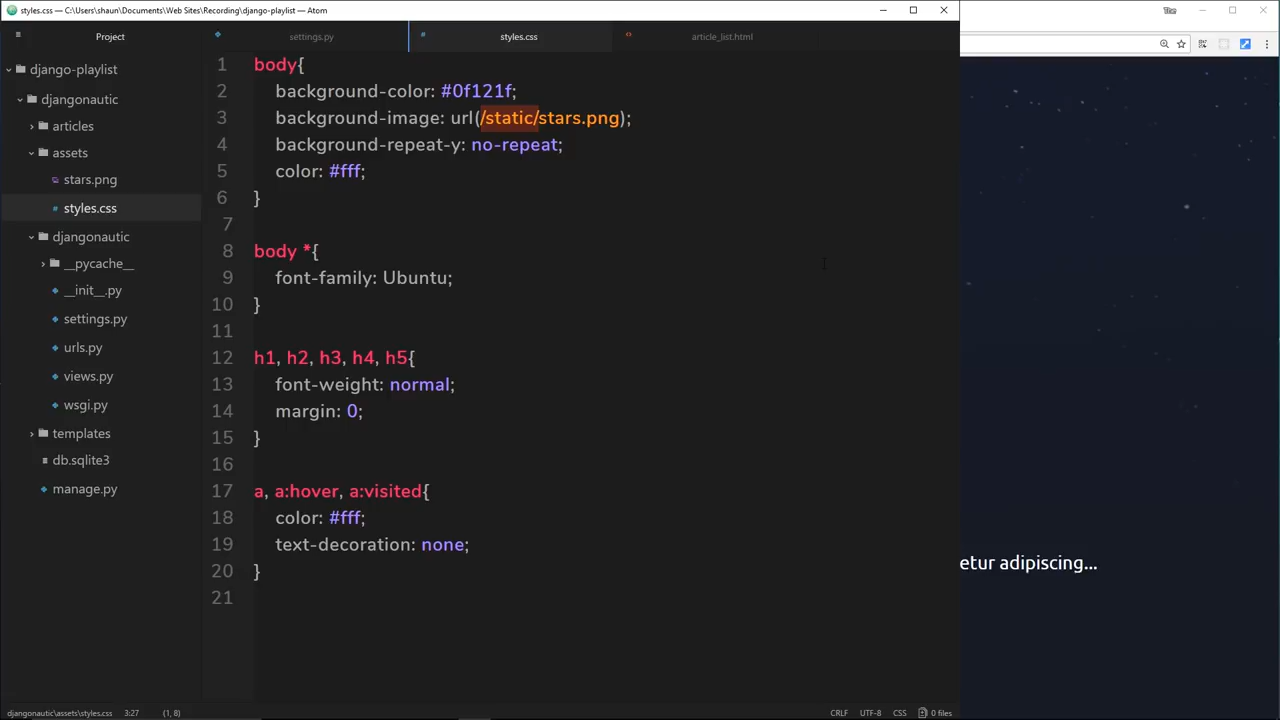 styles.css — C:\Users\shaun\Documents\Web Sites\Recording\django-playlist — Atom
Project
settings.py
styles.css
article_list.html
django-playlist
djangonautic
articles
assets
stars.png
styles.css
djangonautic
__pycache__
__init__.py
settings.py
urls.py
views.py
wsgi.py
templates
db.sqlite3
manage.py
1 body{
2 background-color: #0f121f;
3 background-image: url(/static/stars.png);
4 background-repeat-y: no-repeat;
5 color: #fff;
6 }
7
8 body *{
9 font-family: Ubuntu;
10 }
11
12 h1, h2, h3, h4, h5{
13 font-weight: normal;
14 margin: 0;
15 }
16
17 a, a:hover, a:visited{
18 color: #fff;
19 text-decoration: none;
20 }
21
etur adipiscing...
djangonautic\assets\styles.css 3:27 (1, 8)
CRLF UTF-8 CSS 0 files